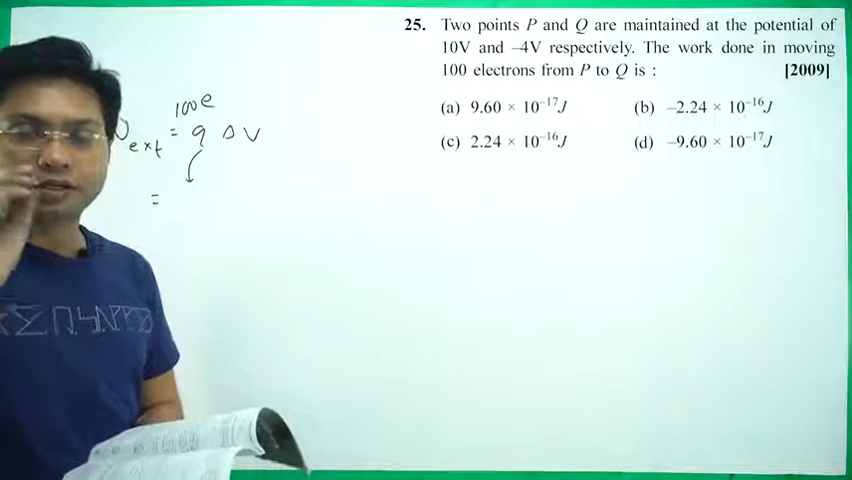 25. Two points P and Q are maintained at the potential of
10V and –4V respectively. The work done in moving
100 electrons from P to Q is : [2009]
(a) 9.60 × 10⁻¹⁷J (b) –2.24 × 10⁻¹⁶J
(c) 2.24 × 10⁻¹⁶J (d) –9.60 × 10⁻¹⁷J
100e
ext = q Δ V
=